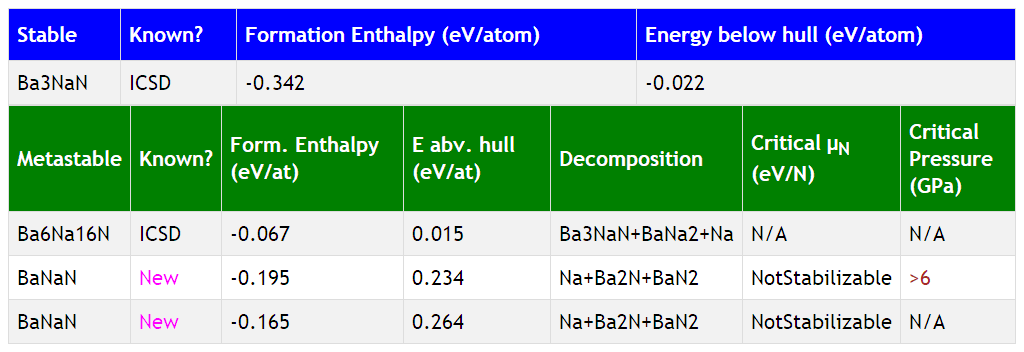 Stable Known? Formation Enthalpy (eV/atom) Energy below hull (eV/atom)
Ba3NaN ICSD -0.342 -0.022
Metastable Known? Form. Enthalpy (eV/at) E abv. hull (eV/at) Decomposition Critical μN (eV/N) Critical Pressure (GPa)
Ba6Na16N ICSD -0.067 0.015 Ba3NaN+BaNa2+Na N/A N/A
BaNaN New -0.195 0.234 Na+Ba2N+BaN2 NotStabilizable >6
BaNaN New -0.165 0.264 Na+Ba2N+BaN2 NotStabilizable N/A